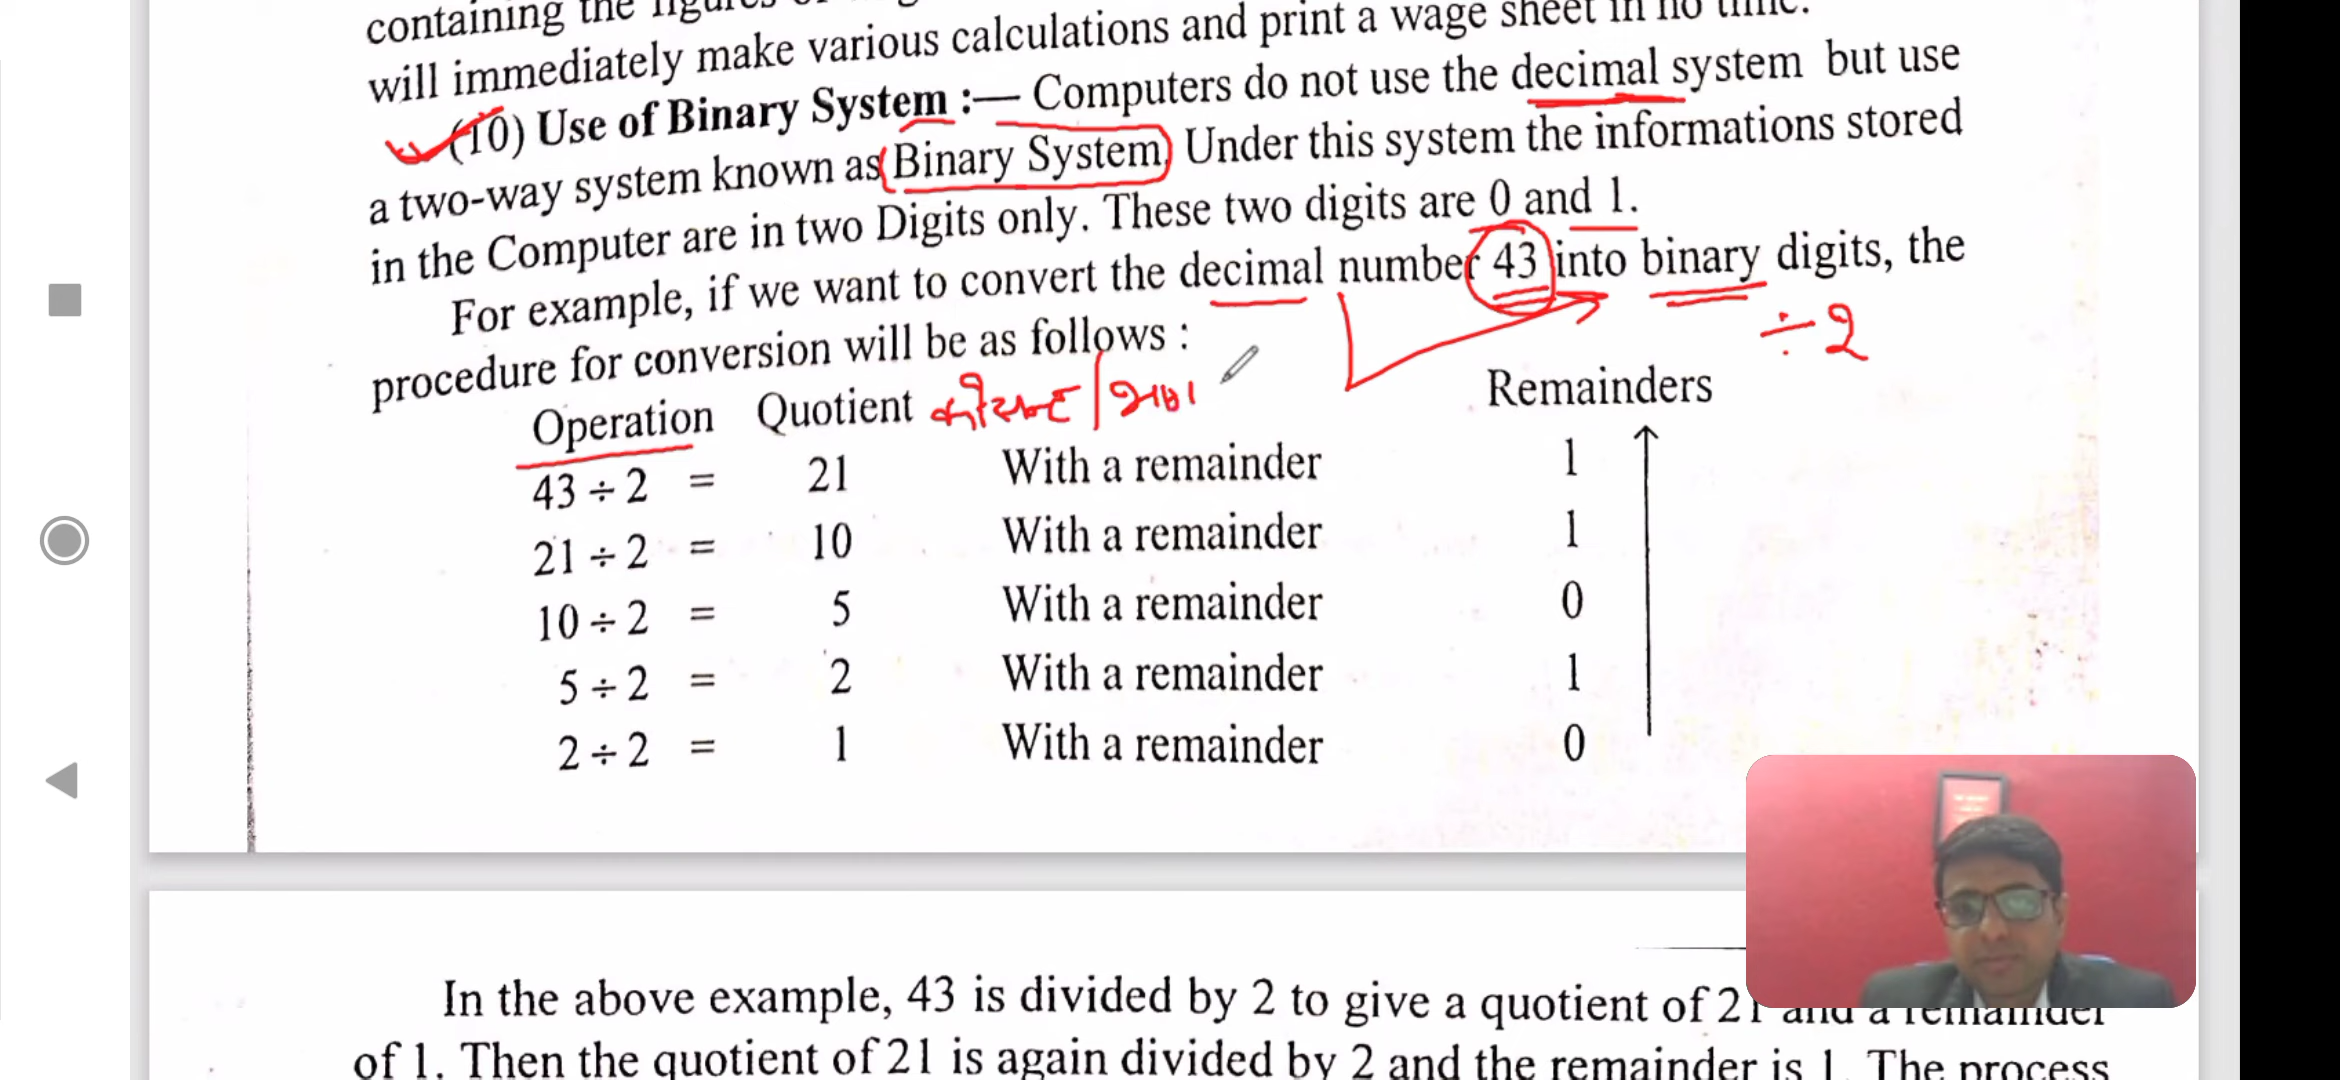 containing the figures of
will immediately make various calculations and print a wage sheet in no time.
(10) Use of Binary System :— Computers do not use the decimal system but use
a two-way system known as Binary System. Under this system the informations stored
in the Computer are in two Digits only. These two digits are 0 and 1.
For example, if we want to convert the decimal number 43 into binary digits, the
÷2
procedure for conversion will be as follows :
Operation Quotient Remainders
43 ÷ 2 = 21 With a remainder 1
21 ÷ 2 = 10 With a remainder 1
10 ÷ 2 = 5 With a remainder 0
5 ÷ 2 = 2 With a remainder 1
2 ÷ 2 = 1 With a remainder 0
In the above example, 43 is divided by 2 to give a quotient of 21 and a remainder
of 1. Then the quotient of 21 is again divided by 2 and the remainder is 1. The process